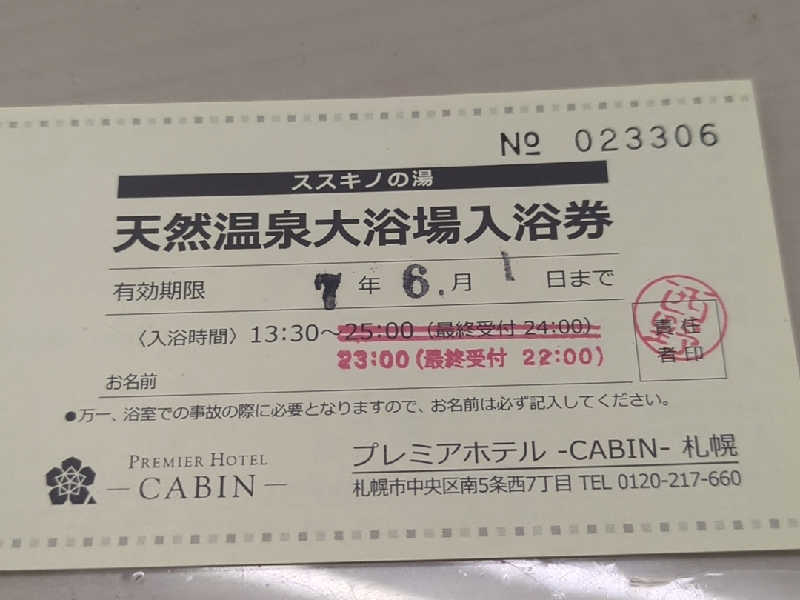 № 023306
ススキノの湯
天然温泉大浴場入浴券
有効期限 7 年 6. 月 1 日まで
〈入浴時間〉13:30～25:00（最終受付 24:00）
23:00（最終受付 22:00）
責任者印
お名前
●万一、浴室での事故の際に必要となりますので、お名前は必ず記入してください。
PREMIER HOTEL
—CABIN—
プレミアホテル -CABIN- 札幌
札幌市中央区南5条西7丁目 TEL 0120-217-660